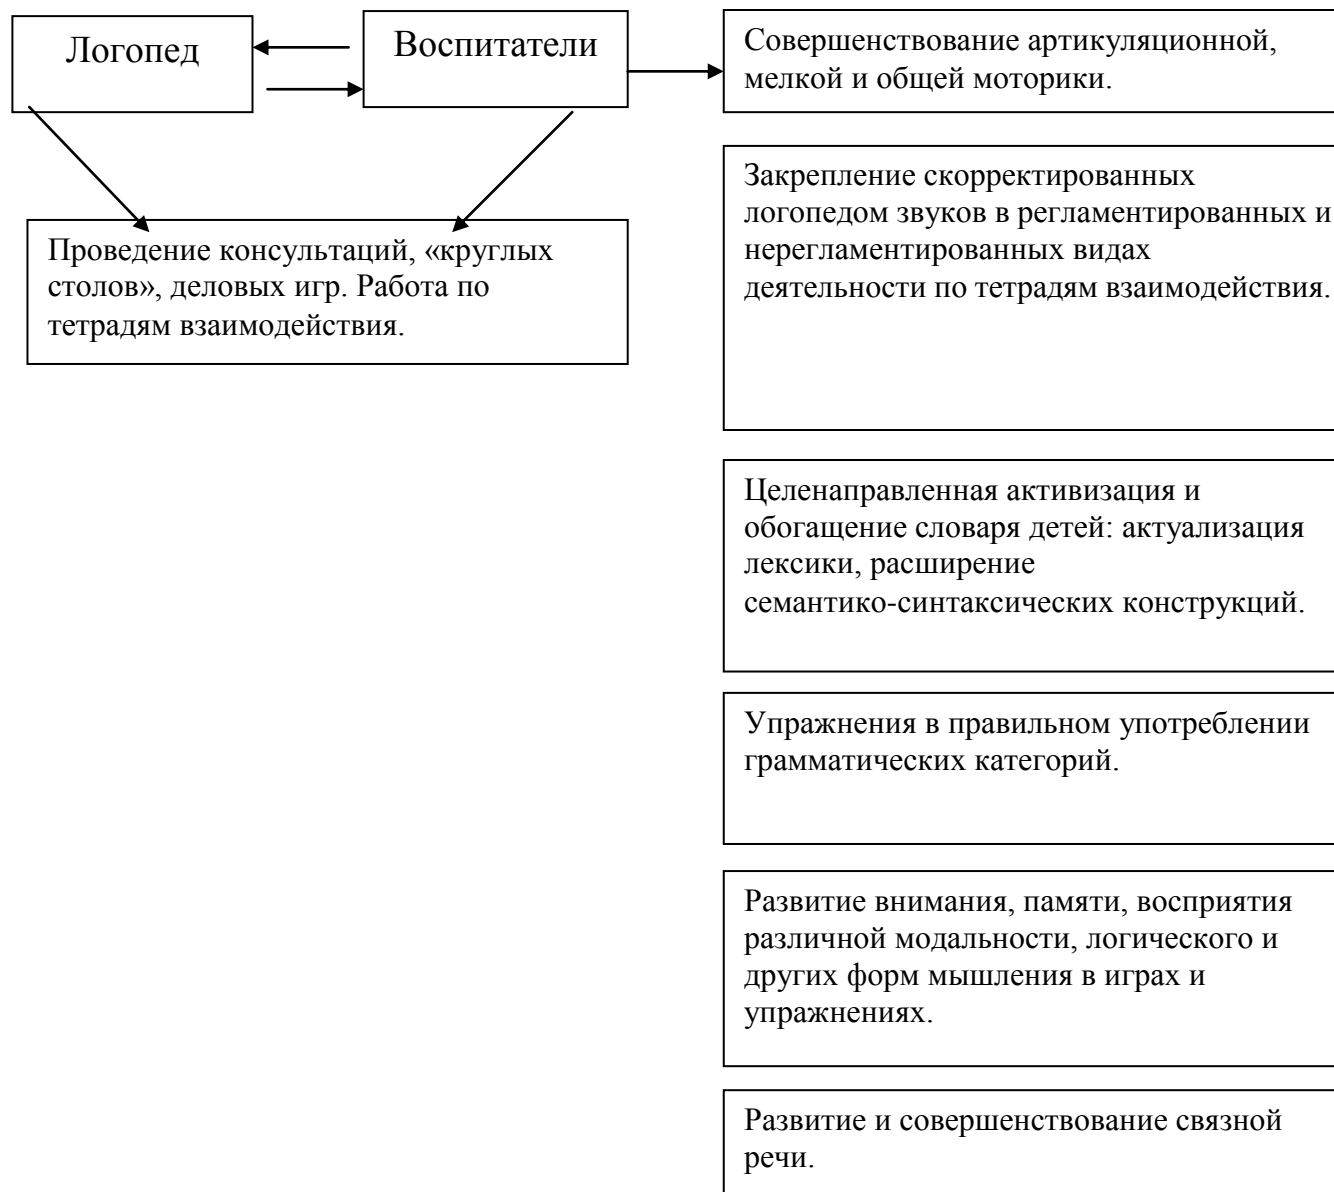 Логопед
Воспитатели
Совершенствование артикуляционной,
мелкой и общей моторики.
Проведение консультаций, «круглых
столов», деловых игр. Работа по
тетрадям взаимодействия.
Закрепление скорректированных
логопедом звуков в регламентированных и
нерегламентированных видах
деятельности по тетрадям взаимодействия.
Целенаправленная активизация и
обогащение словаря детей: актуализация
лексики, расширение
семантико-синтаксических конструкций.
Упражнения в правильном употреблении
грамматических категорий.
Развитие внимания, памяти, восприятия
различной модальности, логического и
других форм мышления в играх и
упражнениях.
Развитие и совершенствование связной
речи.